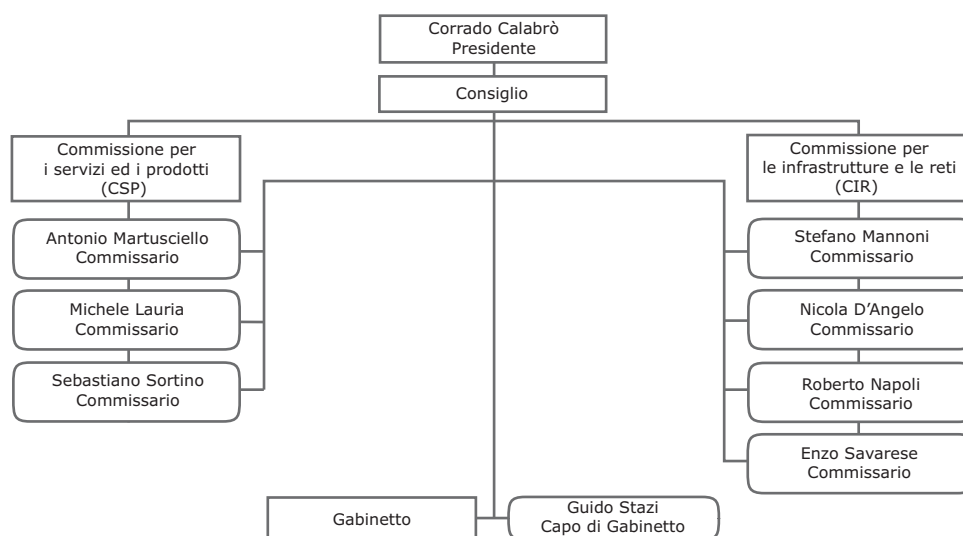 Corrado Calabrò
Presidente
Consiglio
Commissione per
i servizi ed i prodotti
(CSP)
Antonio Martusciello
Commissario
Michele Lauria
Commissario
Sebastiano Sortino
Commissario
Commissione per
le infrastrutture e le reti
(CIR)
Stefano Mannoni
Commissario
Nicola D'Angelo
Commissario
Roberto Napoli
Commissario
Enzo Savarese
Commissario
Gabinetto
Guido Stazi
Capo di Gabinetto